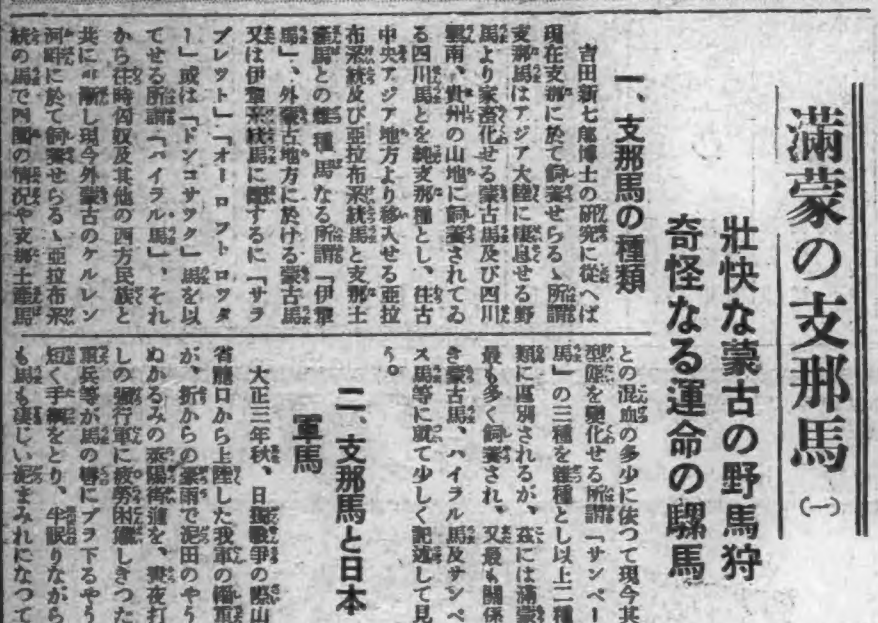 滿蒙の支那馬(一)
壯快な蒙古の野馬狩
奇怪なる運命の騾馬
一、支那馬の種類
吉田新七郎博士の研究に從へば
現在支那に於て飼養せらるゝ所謂
支那馬はアジア大陸に棲息せる野
馬より家畜化せる蒙古馬及び四川
雲南、貴州の山地に飼養されてゐ
る四川馬とを純支那種とし、往古
中央アジア地方より移入せる亞拉
布系統及び亞拉布系統馬と支那土
產馬との雜種馬なる所謂「伊犂
馬」、外蒙古地方に於ける蒙古馬
又は伊犂系統馬に配するに「サラ
ブレット」「オーロフトロッタ
ー」或は「ドンコサック」馬を以
てせる所謂「ハイラル馬」、それ
から往時匈奴及其他の西方民族と
共に東漸し現今外蒙古のケルレン
河畔に於て飼養せらるゝ亞拉布系
統の馬で四圍の情況や支那土產馬
との混血の多少に依つて現今其
型態を變化せる所謂「サンペー
馬」の三種を雜種とし以上二種
類に區別されるが、茲には滿蒙
最も多く飼養され、又最も關係
き蒙古馬、ハイラル馬及サンペ
ス馬等に就て少しく記述して見
う。
二、支那馬と日本
軍馬
大正三年秋、日獨戰爭の際山
省龍口から上陸した我軍の輜重
が、折からの豪雨で泥田のやう
ぬかるみの萊陽街道を、晝夜打
しの強行軍に疲勞困憊しきつた
重兵等が馬の轡にブラ下るやう
短く手綱をとり、半眠りながら
も馬も凄じい泥まみれになつて